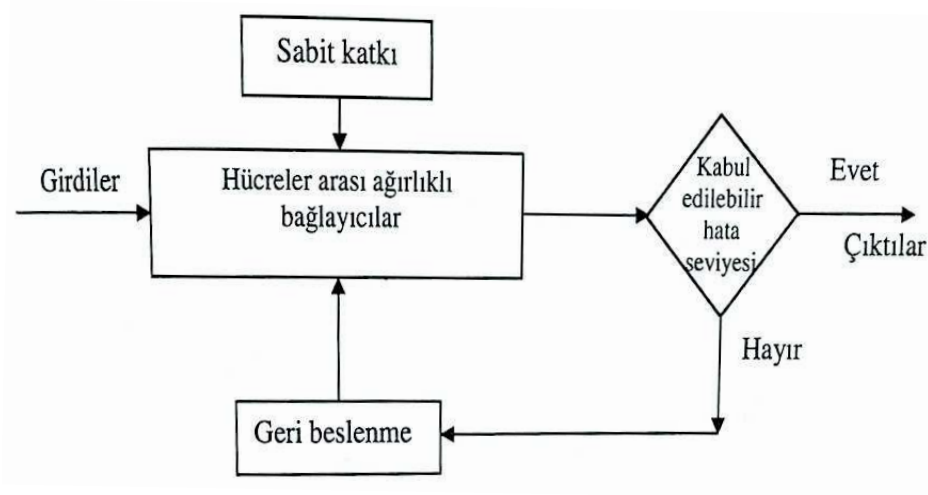 Sabit katkı
Girdiler
Hücreler arası ağırlıklı
bağlayıcılar
Kabul
edilebilir
hata
seviyesi
Evet
Çıktılar
Hayır
Geri beslenme